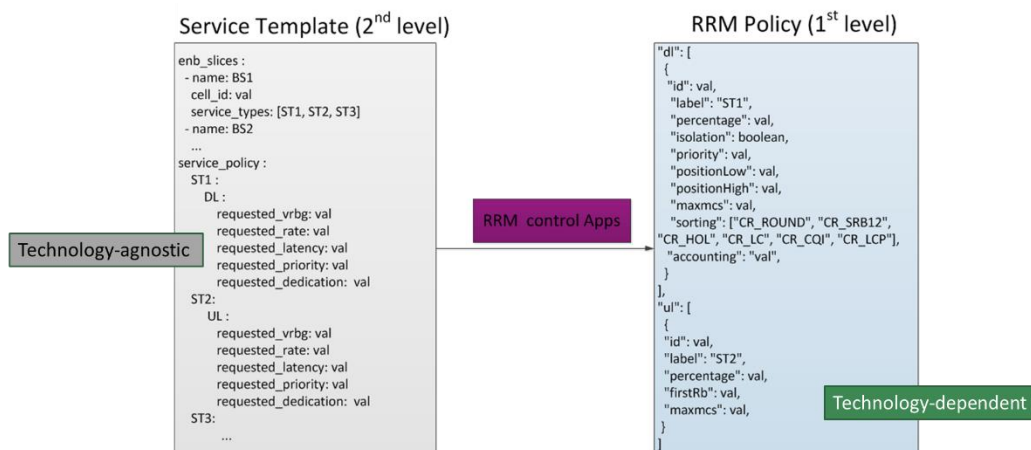 Service Template (2nd level)
enb_slices :
- name: BS1
cell_id: val
service_types: [ST1, ST2, ST3]
- name: BS2
...
service_policy :
ST1:
DL :
requested_vrbg: val
requested_rate: val
requested_latency: val
requested_priority: val
requested_dedication: val
ST2:
UL :
requested_vrbg: val
requested_rate: val
requested_latency: val
requested_priority: val
requested_dedication: val
ST3:
...
Technology-agnostic
RRM control Apps
RRM Policy (1st level)
"dl": [
{
"id": val,
"label": "ST1",
"percentage": val,
"isolation": boolean,
"priority": val,
"positionLow": val,
"positionHigh": val,
"maxmcs": val,
"sorting": ["CR_ROUND", "CR_SRB12",
"CR_HOL", "CR_LC", "CR_CQI", "CR_LCP"],
"accounting": "val",
}
],
"ul": [
{
"id": val,
"label": "ST2",
"percentage": val,
"firstRb": val,
"maxmcs": val,
}
]
Technology-dependent